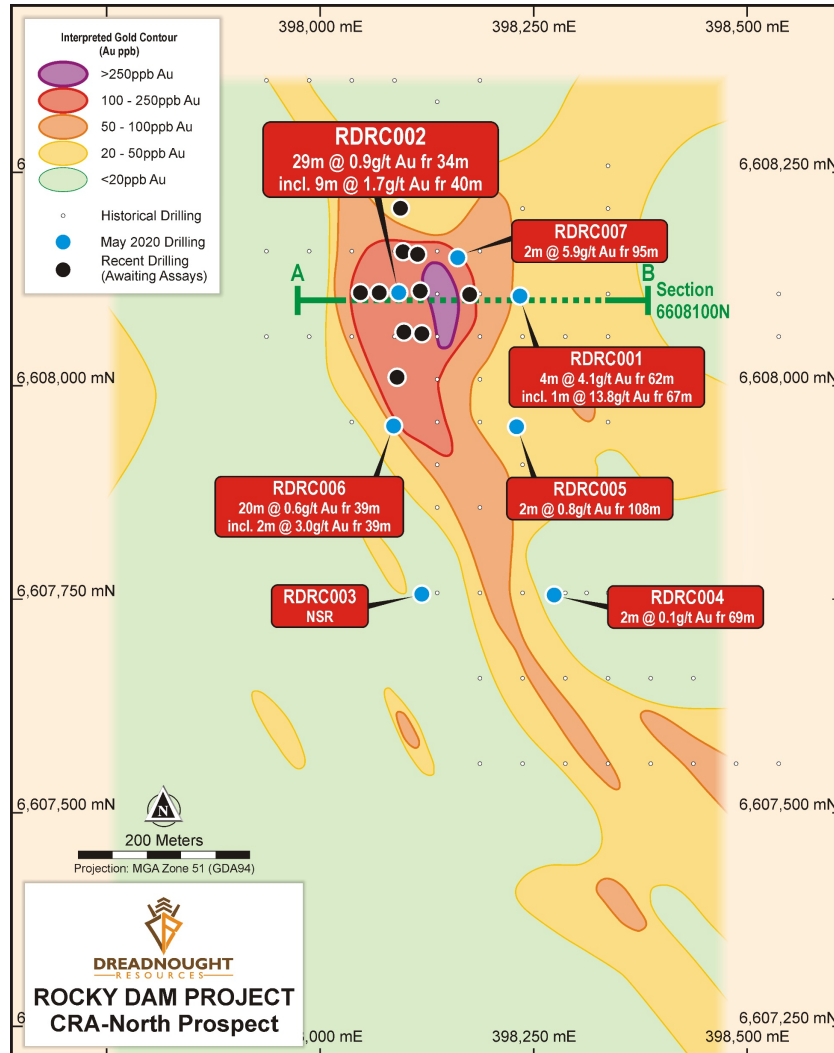 398,000 mE
398,250 mE
398,500 mE
Interpreted Gold Contour
(Au ppb)
>250ppb Au
100 - 250ppb Au
50 - 100ppb Au
20 - 50ppb Au
<20ppb Au
Historical Drilling
May 2020 Drilling
Recent Drilling
(Awaiting Assays)
6,608,250 mN
RDRC002
29m @ 0.9g/t Au fr 34m
incl. 9m @ 1.7g/t Au fr 40m
RDRC007
2m @ 5.9g/t Au fr 95m
A
B
Section
6608100N
RDRC001
4m @ 4.1g/t Au fr 62m
incl. 1m @ 13.8g/t Au fr 67m
6,608,000 mN
6,608,000 mN
RDRC006
20m @ 0.6g/t Au fr 39m
incl. 2m @ 3.0g/t Au fr 39m
RDRC005
2m @ 0.8g/t Au fr 108m
6,607,750 mN
6,607,750 mN
RDRC003
NSR
RDRC004
2m @ 0.1g/t Au fr 69m
6,607,500 mN
6,607,500 mN
N
200 Meters
Projection: MGA Zone 51 (GDA94)
DREADNOUGHT
RESOURCES
ROCKY DAM PROJECT
CRA-North Prospect
6,607,250 mN
398,250 mE
398,500 mE